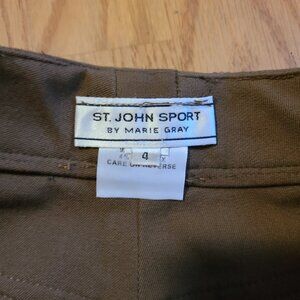 ST. JOHN SPORT
BY MARIE GRAY
4
CARE ON REVERSE